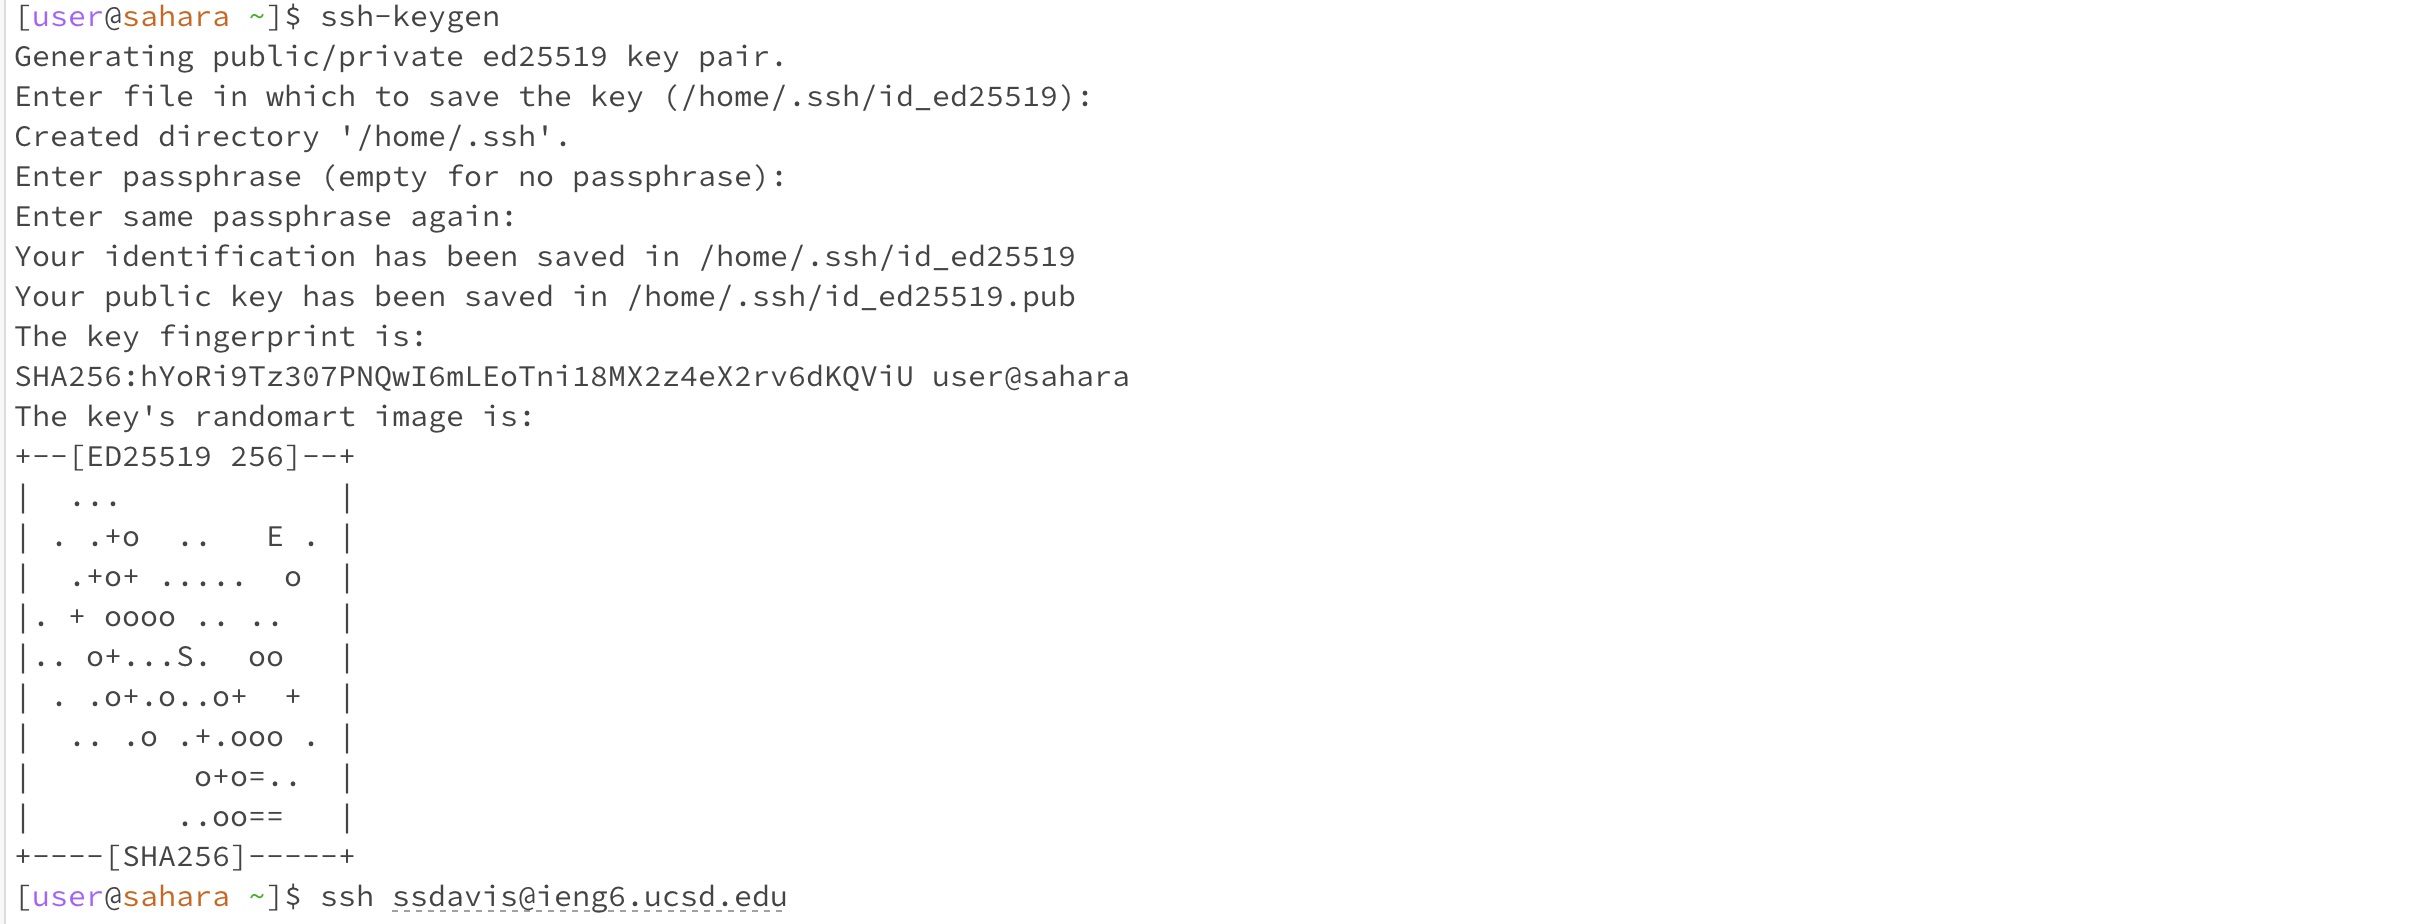 [user@sahara ~]$ ssh-keygen
Generating public/private ed25519 key pair.
Enter file in which to save the key (/home/.ssh/id_ed25519):
Created directory '/home/.ssh'.
Enter passphrase (empty for no passphrase):
Enter same passphrase again:
Your identification has been saved in /home/.ssh/id_ed25519
Your public key has been saved in /home/.ssh/id_ed25519.pub
The key fingerprint is:
SHA256:hYoRi9Tz307PNQwI6mLEoTni18MX2z4eX2rv6dKQViU user@sahara
The key's randomart image is:
+--[ED25519 256]--+
|  ...            |
| . .+o  ..   E . |
|  .+o+ .....  o  |
|. + oooo .. ..   |
|.. o+...S.  oo   |
| . .o+.o..o+  +  |
|  .. .o .+.ooo . |
|         o+o=..  |
|        ..oo==   |
+----[SHA256]-----+
[user@sahara ~]$ ssh ssdavis@ieng6.ucsd.edu